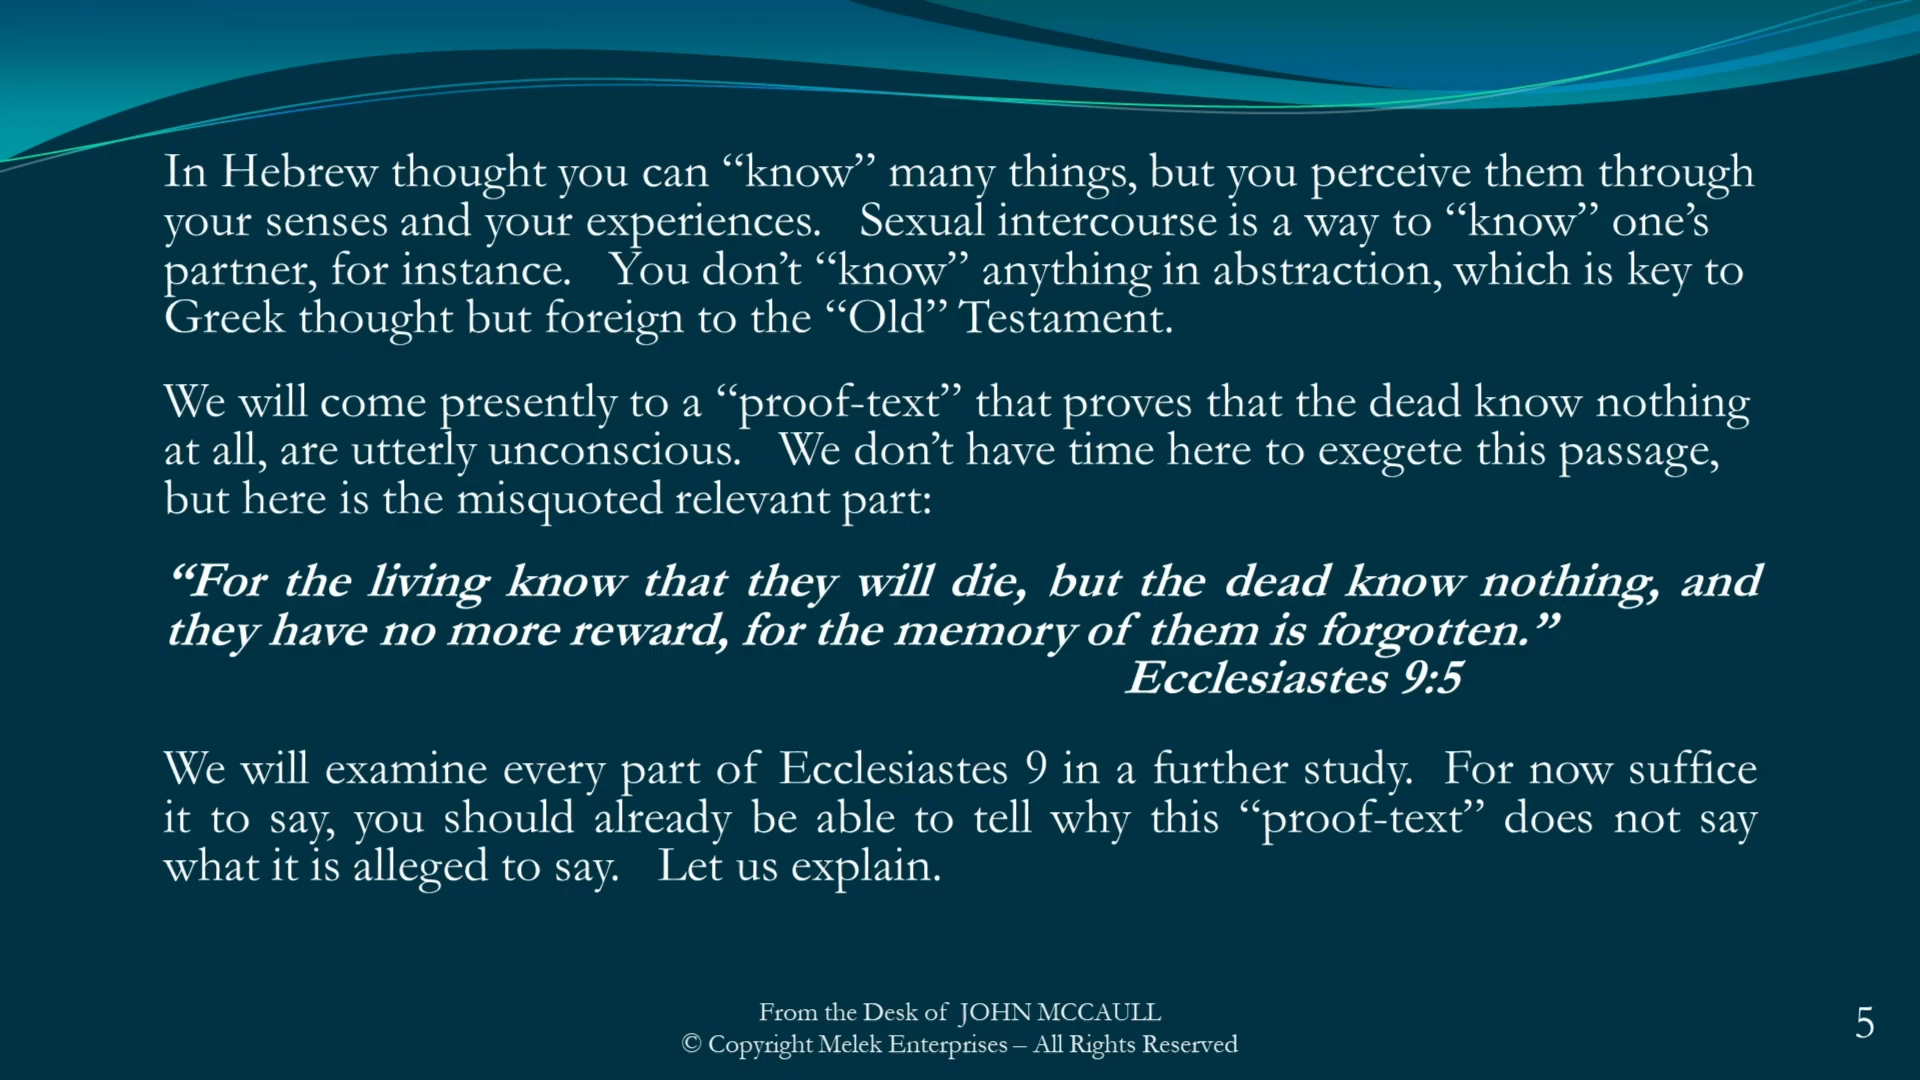 In Hebrew thought you can “know” many things, but you perceive them through
your senses and your experiences.   Sexual intercourse is a way to “know” one’s
partner, for instance.   You don’t “know” anything in abstraction, which is key to
Greek thought but foreign to the “Old” Testament.
We will come presently to a “proof-text” that proves that the dead know nothing
at all, are utterly unconscious.   We don’t have time here to exegete this passage,
but here is the misquoted relevant part:
“For the living know that they will die, but the dead know nothing, and
they have no more reward, for the memory of them is forgotten.”
Ecclesiastes 9:5
We will examine every part of Ecclesiastes 9 in a further study.  For now suffice
it to say, you should already be able to tell why this “proof-text” does not say
what it is alleged to say.   Let us explain.
From the Desk of  JOHN MCCAULL
© Copyright Melek Enterprises – All Rights Reserved
5